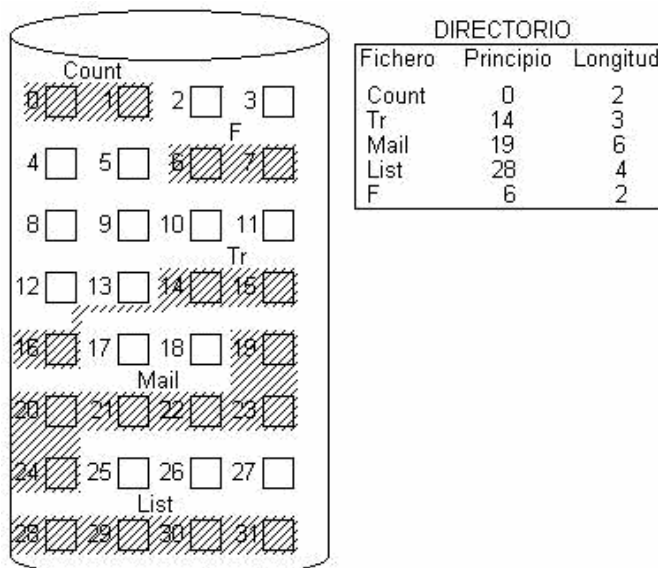 Count
0 1 2 3
F
4 5 6 7
8 9 10 11
Tr
12 13 14 15
16 17 18 19
Mail
20 21 22 23
24 25 26 27
List
28 29 30 31
DIRECTORIO
Fichero Principio Longitud
Count 0 2
Tr 14 3
Mail 19 6
List 28 4
F 6 2